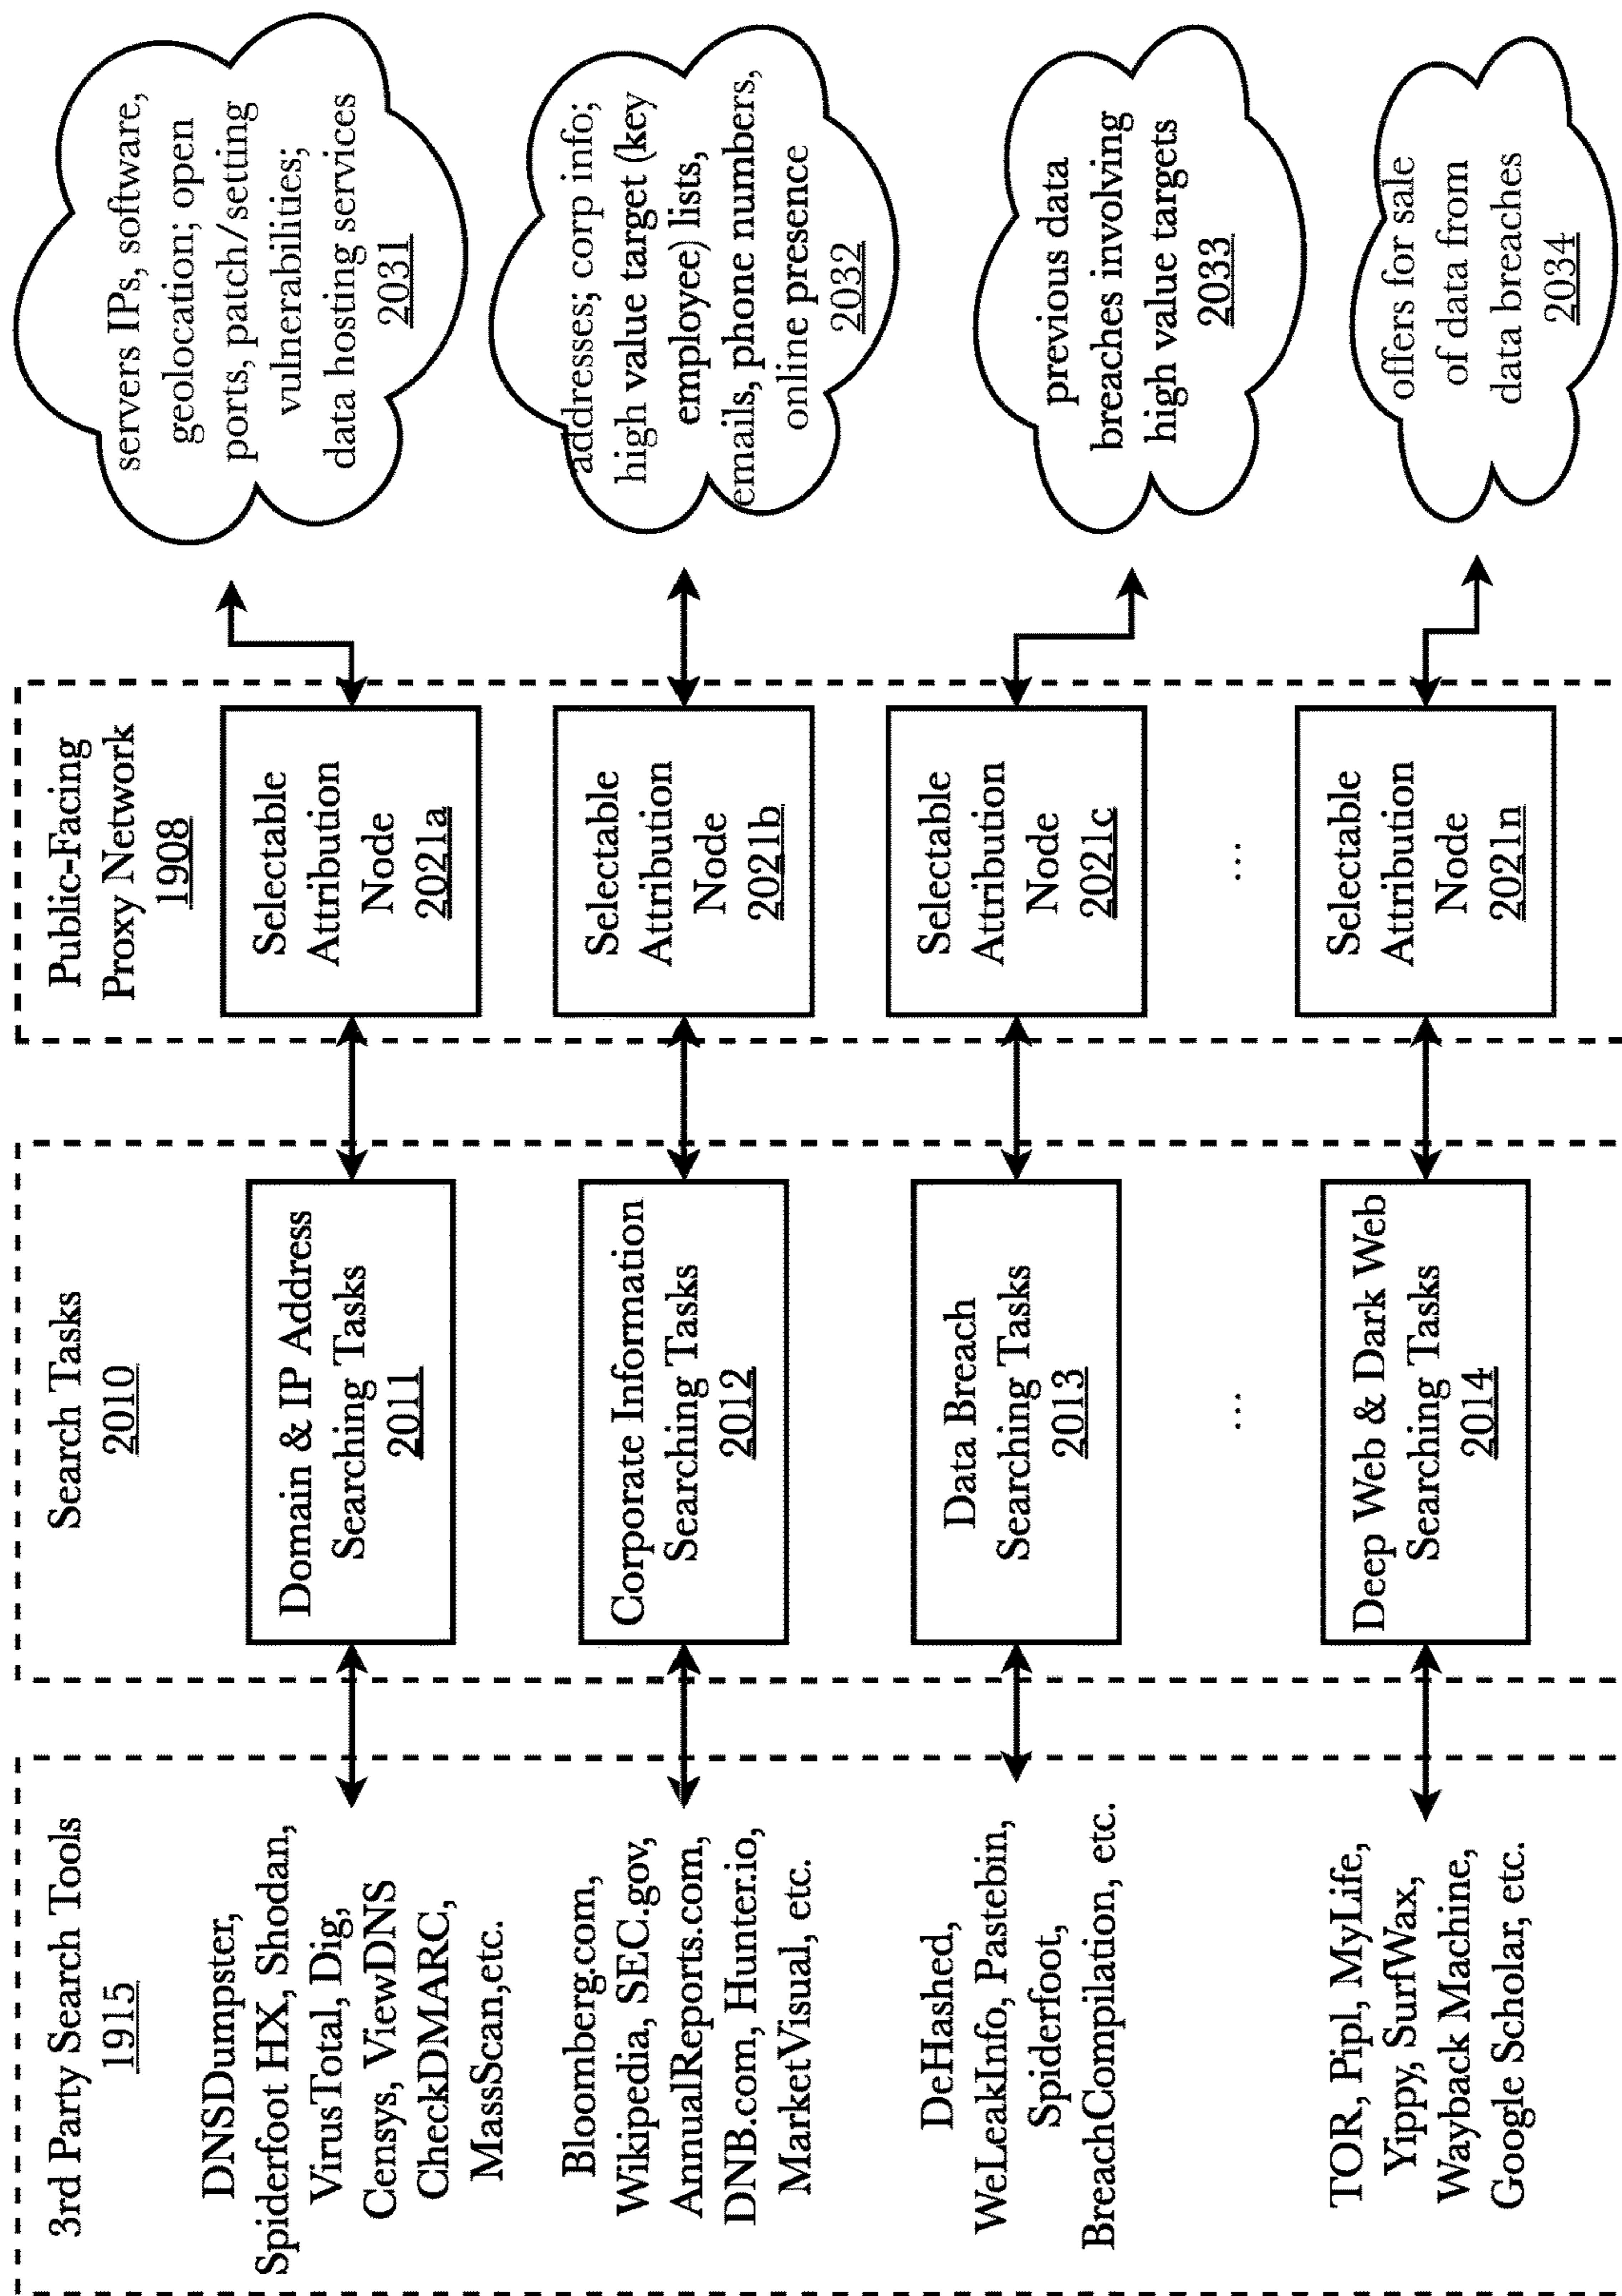 3rd Party Search Tools
1915
DNSDumpster,
Spiderfoot HX, Shodan,
VirusTotal, Dig,
Censys, ViewDNS
CheckDMARC,
MassScan,etc.
Bloomberg.com,
Wikipedia, SEC.gov,
AnnualReports.com,
DNB.com, Hunter.io,
MarketVisual, etc.
DeHashed,
WeLeakInfo, Pastebin,
Spiderfoot,
BreachCompilation, etc.
TOR, Pipl, MyLife,
Yippy, SurfWax,
Wayback Machine,
Google Scholar, etc.
Search Tasks
2010
Domain & IP Address
Searching Tasks
2011
Corporate Information
Searching Tasks
2012
Data Breach
Searching Tasks
2013
...
Deep Web & Dark Web
Searching Tasks
2014
Public-Facing
Proxy Network
1908
Selectable
Attribution
Node
2021a
Selectable
Attribution
Node
2021b
Selectable
Attribution
Node
2021c
...
Selectable
Attribution
Node
2021n
servers IPs, software,
geolocation; open
ports, patch/setting
vulnerabilities;
data hosting services
2031
addresses; corp info;
high value target (key
employee) lists,
emails, phone numbers,
online presence
2032
previous data
breaches involving
high value targets
2033
offers for sale
of data from
data breaches
2034